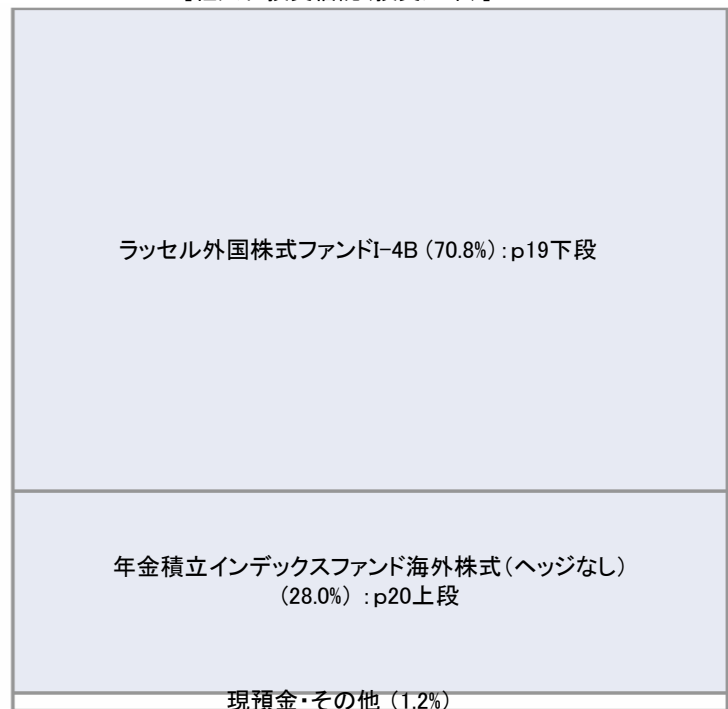 ラッセル外国株式ファンドI-4B (70.8%)：p19下段
年金積立インデックスファンド海外株式（ヘッジなし）
(28.0%) ：p20上段
現預金・その他 (1.2%)